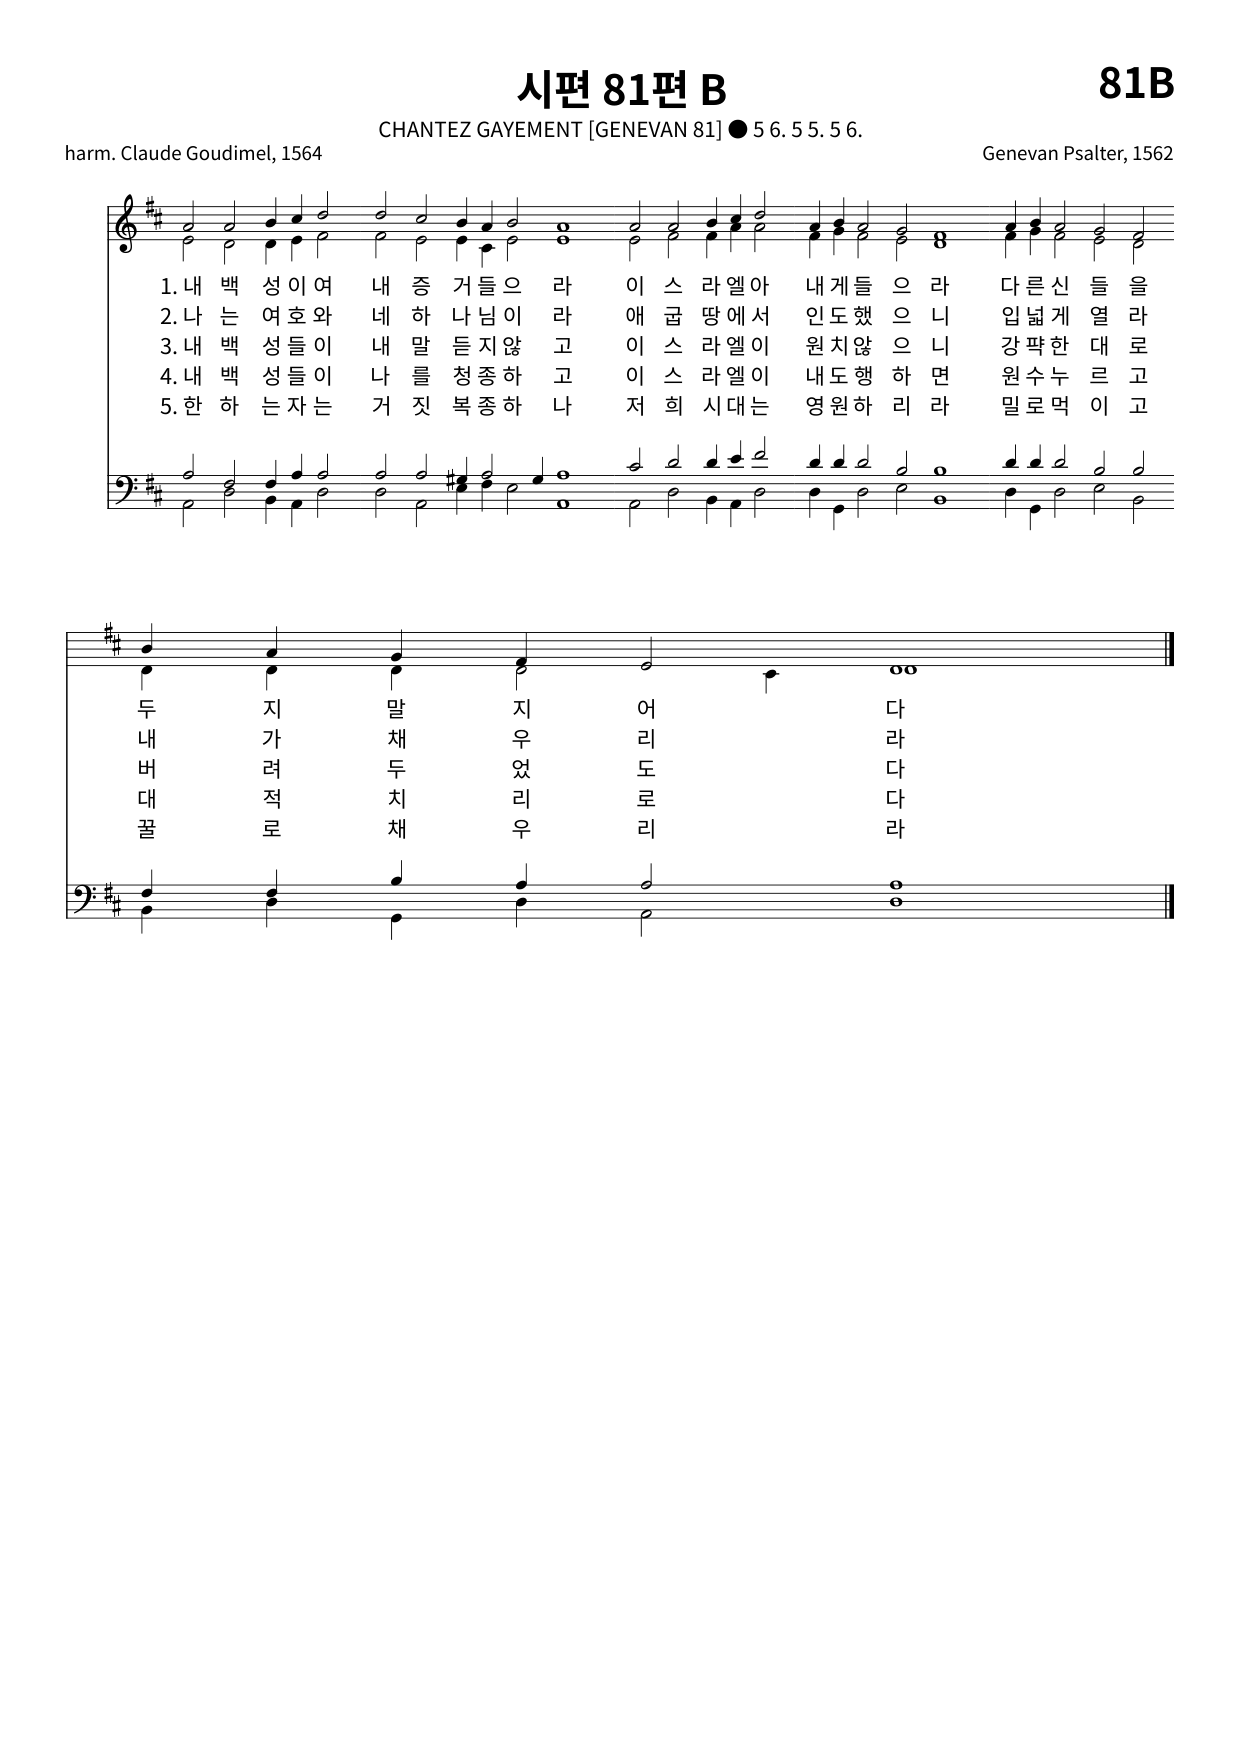 시편 81편 B
81B
CHANTEZ GAYEMENT [GENEVAN 81] ● 5 6. 5 5. 5 6.
harm. Claude Goudimel, 1564
Genevan Psalter, 1562
1. 내 백 성 이 여 내 증 거 들 으 라 이 스 라 엘 아 내 게 들 으 라 다 른 신 들 을
2. 나 는 여 호 와 네 하 나 님 이 라 애 굽 땅 에 서 인 도 했 으 니 입 넓 게 열 라
3. 내 백 성 들 이 내 말 듣 지 않 고 이 스 라 엘 이 원 치 않 으 니 강 퍅 한 대 로
4. 내 백 성 들 이 나 를 청 종 하 고 이 스 라 엘 이 내 도 행 하 면 원 수 누 르 고
5. 한 하 는 자 는 거 짓 복 종 하 나 저 희 시 대 는 영 원 하 리 라 밀 로 먹 이 고
두 지 말 지 어 다
내 가 채 우 리 라
버 려 두 었 도 다
대 적 치 리 로 다
꿀 로 채 우 리 라